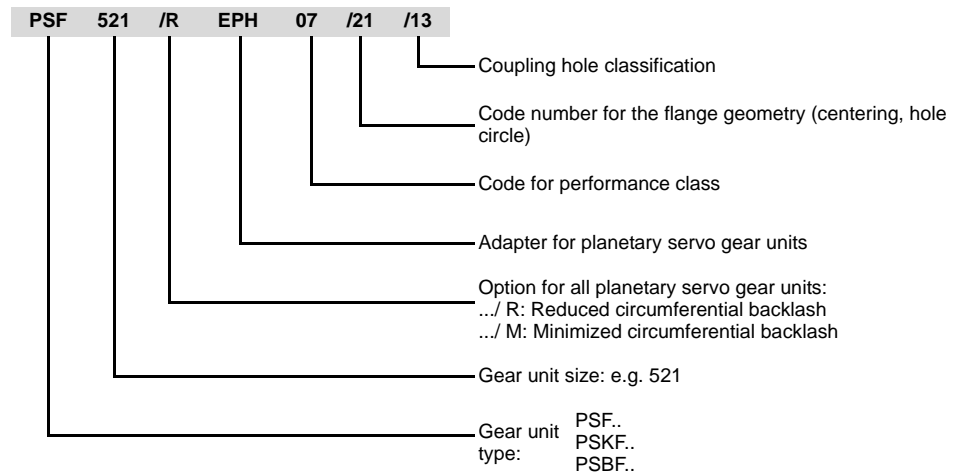 PSF 521 /R EPH 07 /21 /13
Coupling hole classification
Code number for the flange geometry (centering, hole
circle)
Code for performance class
Adapter for planetary servo gear units
Option for all planetary servo gear units:
.../ R: Reduced circumferential backlash
.../ M: Minimized circumferential backlash
Gear unit size: e.g. 521
Gear unit
type:
PSF..
PSKF..
PSBF..